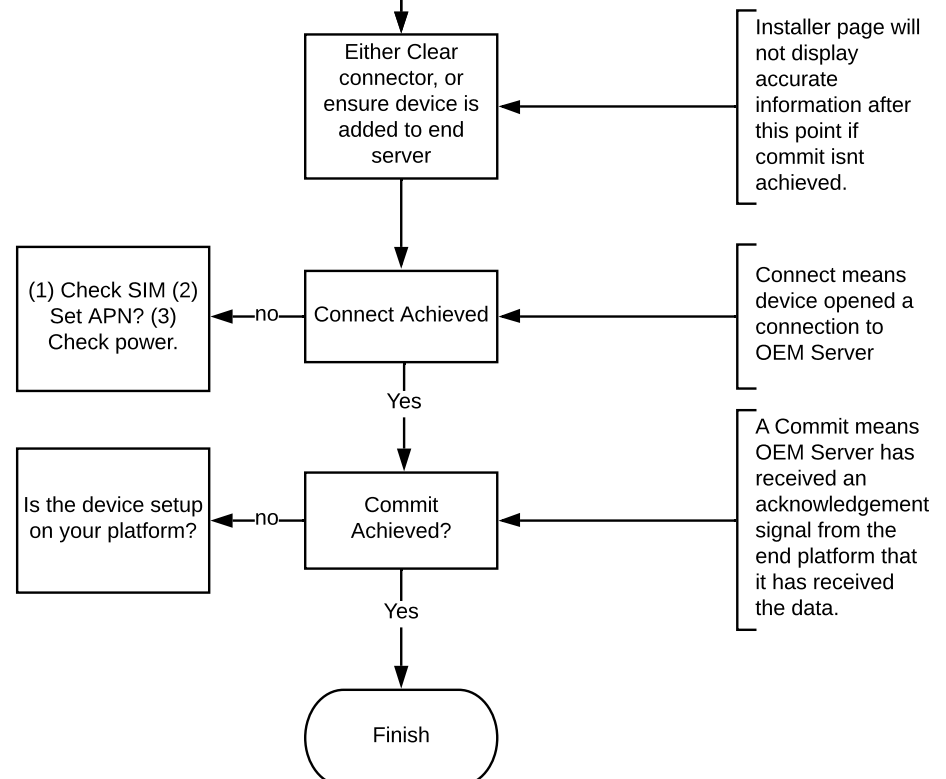 Either Clear
connector, or
ensure device is
added to end
server
Installer page will
not display
accurate
information after
this point if
commit isnt
achieved.
(1) Check SIM (2)
Set APN? (3)
Check power.
no
Connect Achieved
Connect means
device opened a
connection to
OEM Server
Yes
Is the device setup
on your platform?
no
Commit
Achieved?
A Commit means
OEM Server has
received an
acknowledgement
signal from the
end platform that
it has received
the data.
Yes
Finish